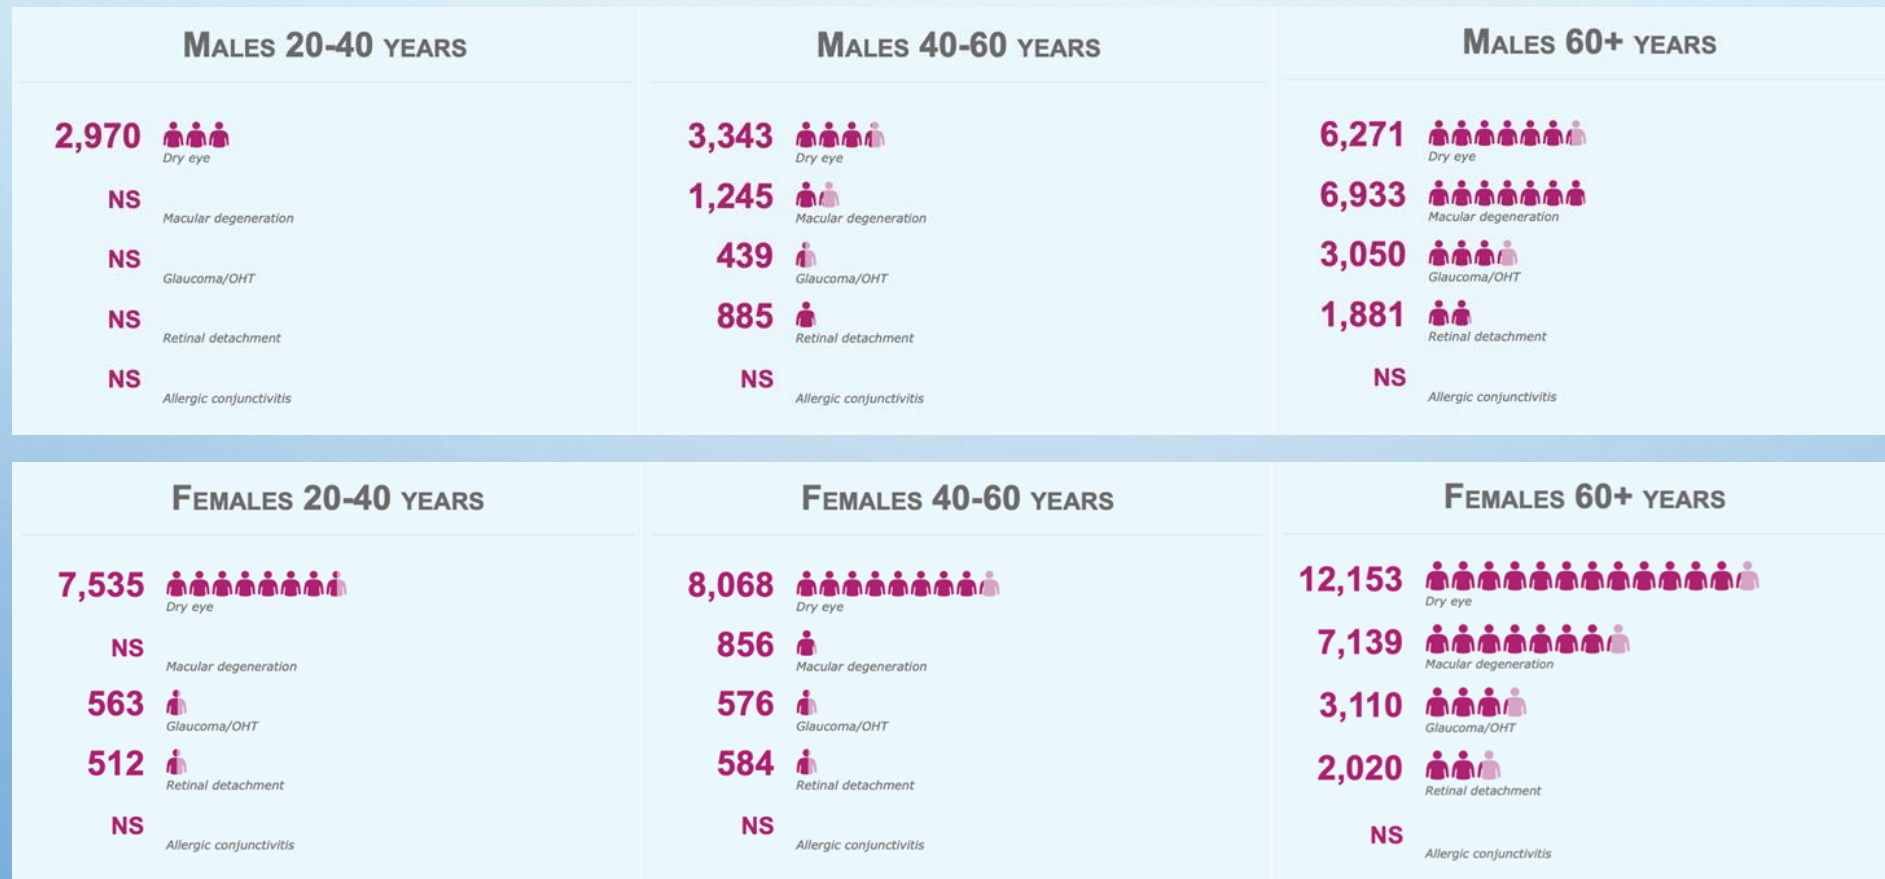 MALES 20-40 YEARS
2,970
Dry eye
NS
Macular degeneration
NS
Glaucoma/OHT
NS
Retinal detachment
NS
Allergic conjunctivitis
MALES 40-60 YEARS
3,343
Dry eye
1,245
Macular degeneration
439
Glaucoma/OHT
885
Retinal detachment
NS
Allergic conjunctivitis
MALES 60+ YEARS
6,271
Dry eye
6,933
Macular degeneration
3,050
Glaucoma/OHT
1,881
Retinal detachment
NS
Allergic conjunctivitis
FEMALES 20-40 YEARS
7,535
Dry eye
NS
Macular degeneration
563
Glaucoma/OHT
512
Retinal detachment
NS
Allergic conjunctivitis
FEMALES 40-60 YEARS
8,068
Dry eye
856
Macular degeneration
576
Glaucoma/OHT
584
Retinal detachment
NS
Allergic conjunctivitis
FEMALES 60+ YEARS
12,153
Dry eye
7,139
Macular degeneration
3,110
Glaucoma/OHT
2,020
Retinal detachment
NS
Allergic conjunctivitis